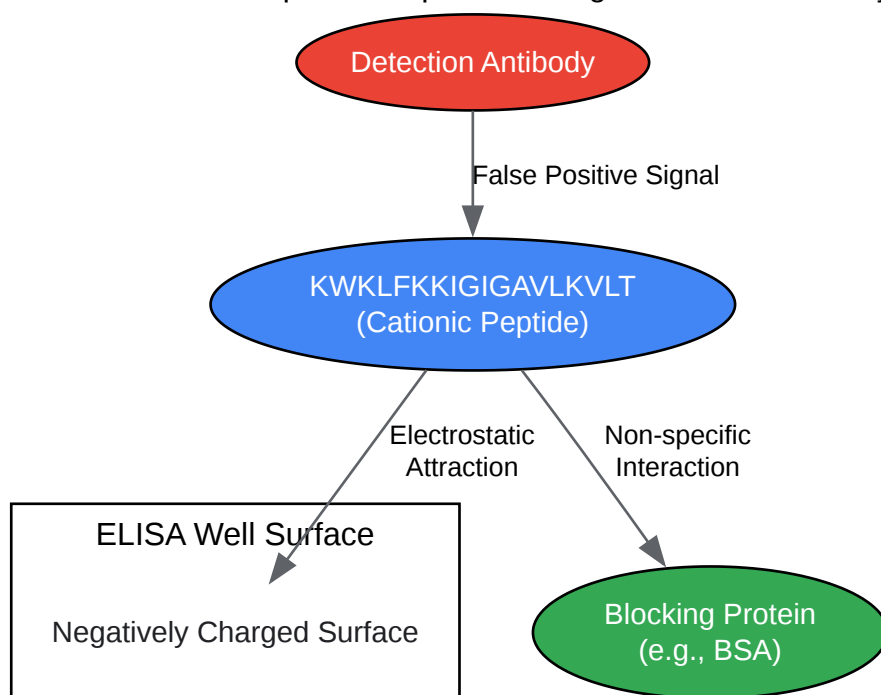 Detection Antibody
False Positive Signal
KWKLFKKIGIGAVLKVLT
(Cationic Peptide)
Electrostatic
Attraction
Non-specific
Interaction
ELISA Well Surface
Negatively Charged Surface
Blocking Protein
(e.g., BSA)